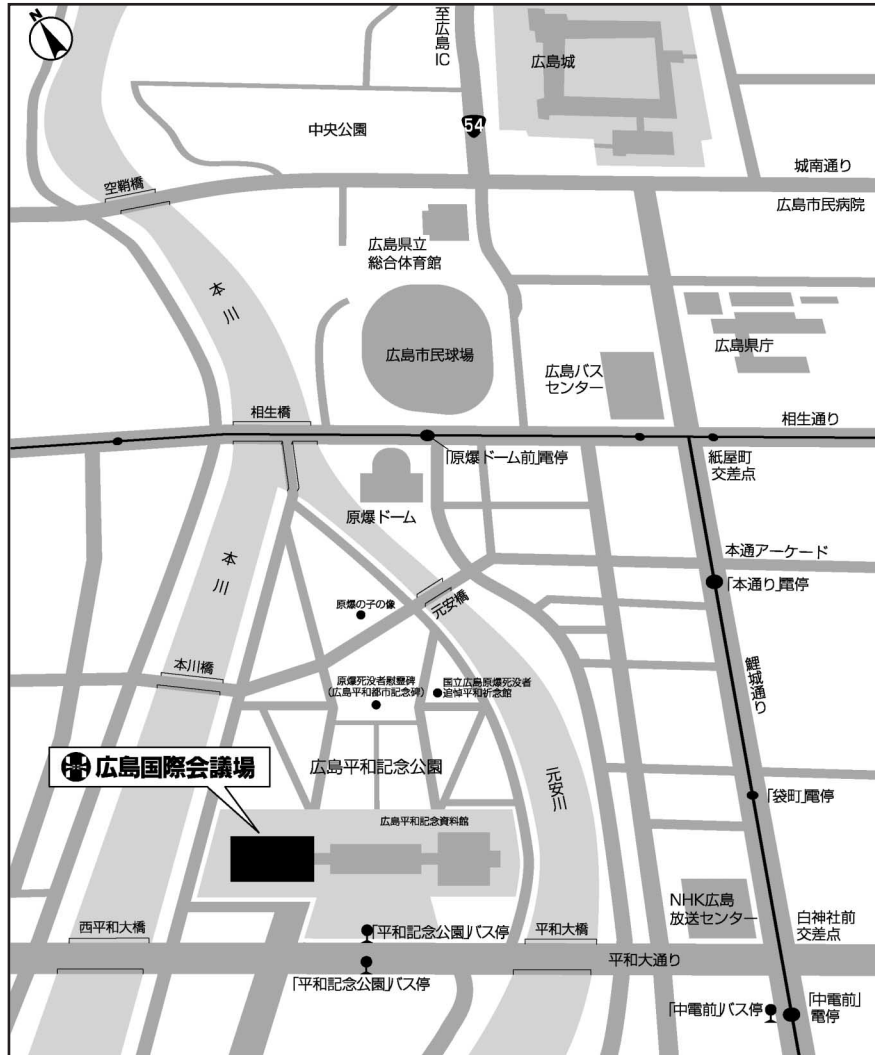 N
至広島IC
広島城
54
中央公園
城南通り
空鞘橋
広島市民病院
広島県立
総合体育館
本川
広島市民球場
広島バス
センター
広島県庁
相生橋
相生通り
「原爆ドーム前」電停
紙屋町
交差点
原爆ドーム
本川
本通アーケード
「本通り」電停
原爆の子の像
元安橋
本川橋
原爆死没者慰霊碑
(広島平和都市記念碑)
国立広島原爆死没者
追悼平和祈念館
鯉城通り
広島国際会議場
広島平和記念公園
元安川
「袋町」電停
広島平和記念資料館
NHK広島
放送センター
白神社前
交差点
西平和大橋
「平和記念公園」バス停
平和大橋
平和大通り
「平和記念公園」バス停
「中電前」バス停
「中電前」
電停